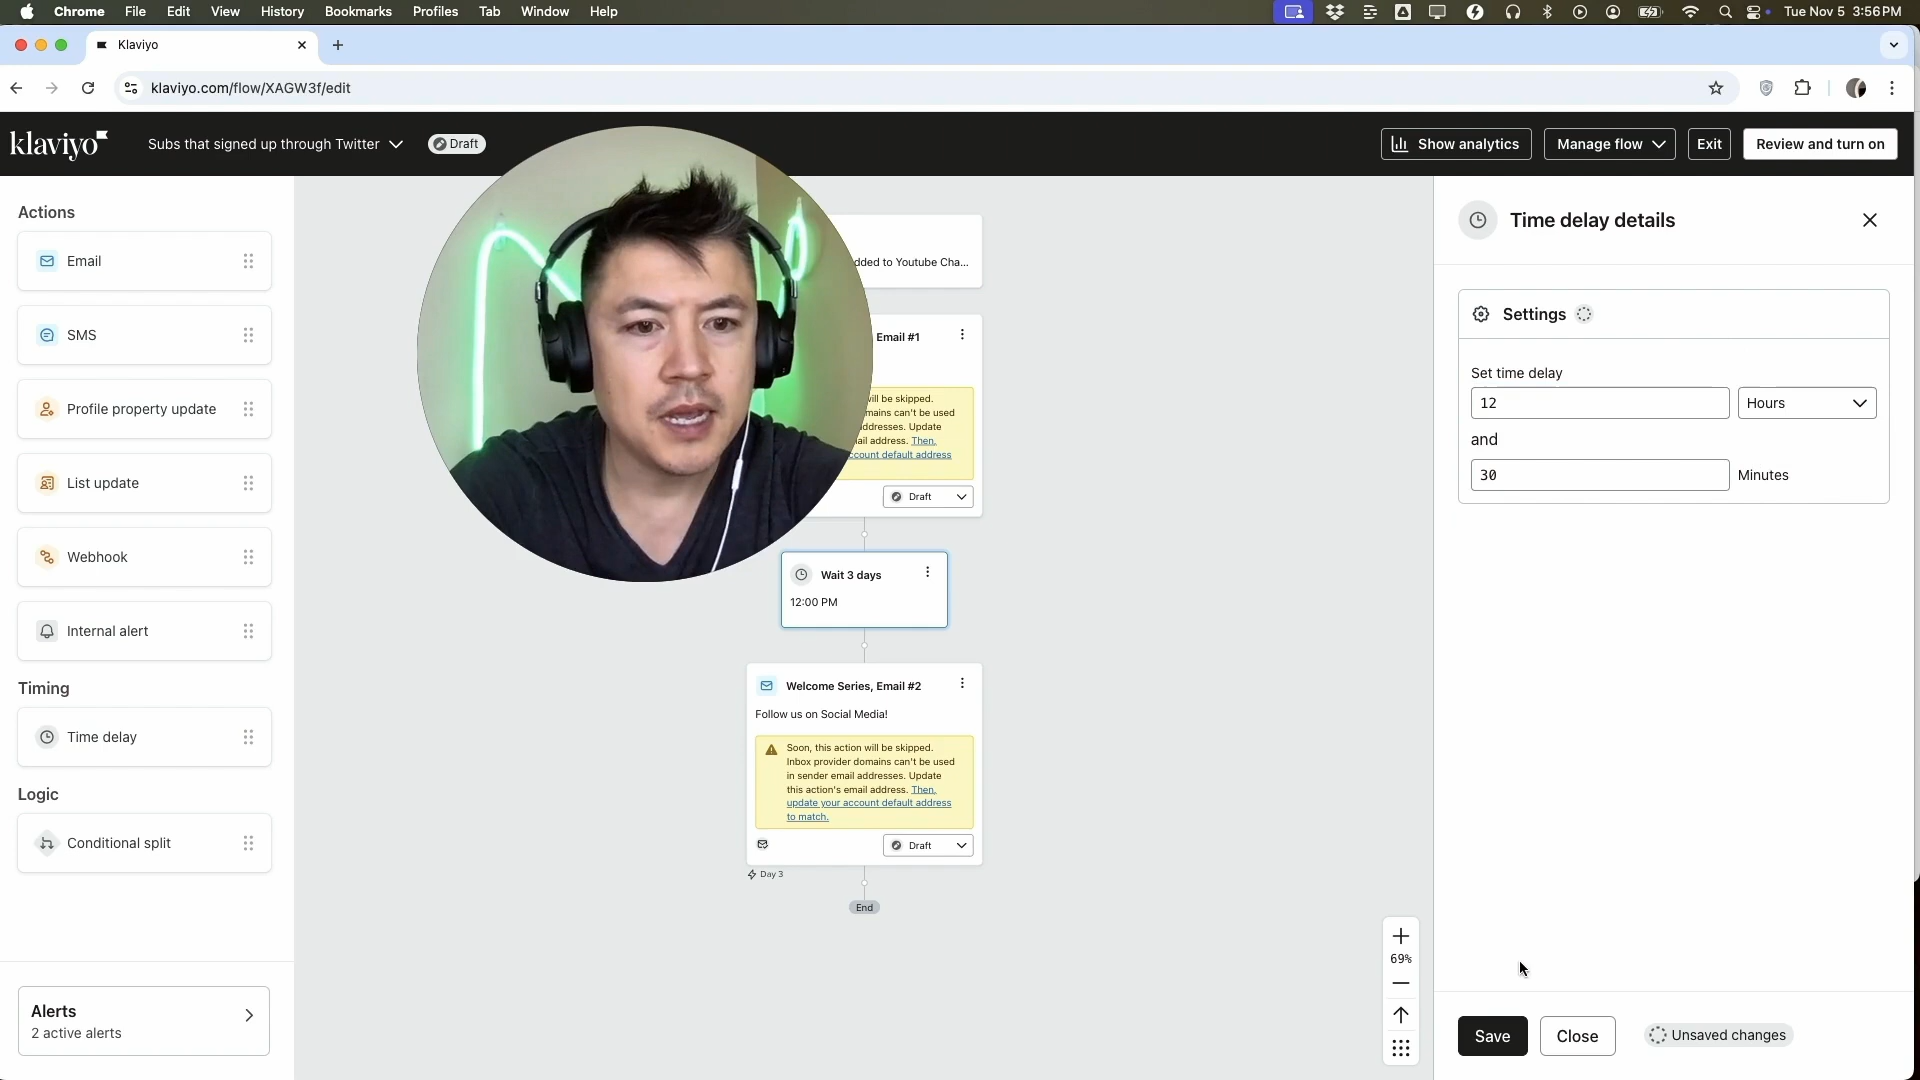 Chrome File Edit View History Bookmarks Profiles Tab Window Help Tue Nov 5 3:56 PM
Klaviyo
klaviyo.com/flow/XAGW3f/edit
klaviyo Subs that signed up through Twitter Draft Show analytics Manage flow Exit Review and turn on
Actions
Email
SMS
Profile property update
List update
Webhook
Internal alert
Timing
Time delay
Logic
Conditional split
Alerts
2 active alerts
dded to Youtube Cha...
Email #1
vill be skipped.
mains can't be used
ddresses. Update
ail address. Then,
ccount default address
Draft
Wait 3 days
12:00 PM
Welcome Series, Email #2
Follow us on Social Media!
Soon, this action will be skipped.
Inbox provider domains can't be used
in sender email addresses. Update
this action's email address. Then,
update your account default address
to match.
Draft
Day 3
End
69%
Time delay details
Settings
Set time delay
12 Hours
and
30 Minutes
Save Close Unsaved changes